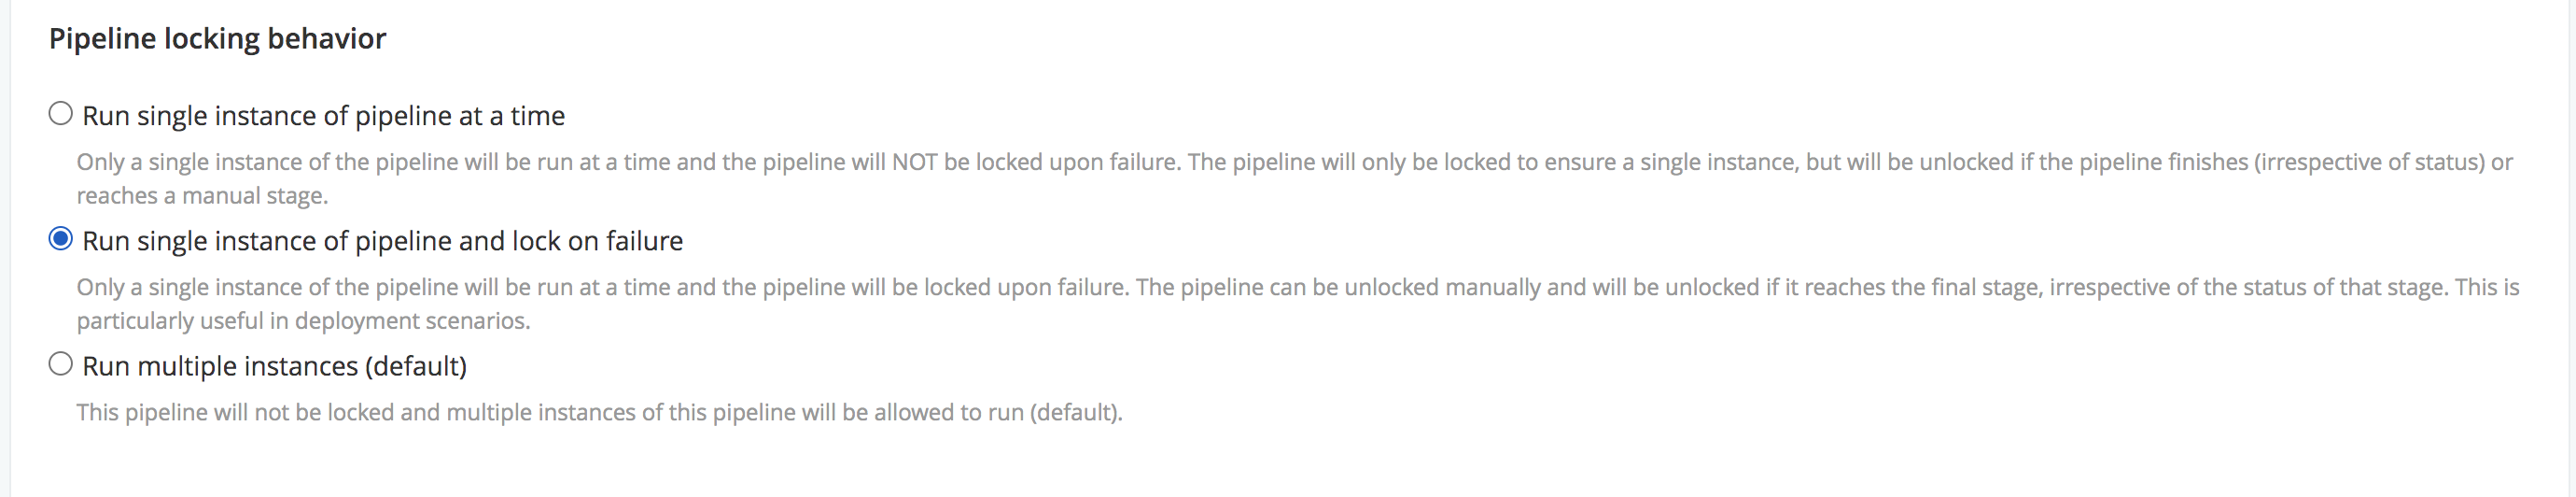 Pipeline locking behavior
Run single instance of pipeline at a time
Only a single instance of the pipeline will be run at a time and the pipeline will NOT be locked upon failure. The pipeline will only be locked to ensure a single instance, but will be unlocked if the pipeline finishes (irrespective of status) or
reaches a manual stage.
Run single instance of pipeline and lock on failure
Only a single instance of the pipeline will be run at a time and the pipeline will be locked upon failure. The pipeline can be unlocked manually and will be unlocked if it reaches the final stage, irrespective of the status of that stage. This is
particularly useful in deployment scenarios.
Run multiple instances (default)
This pipeline will not be locked and multiple instances of this pipeline will be allowed to run (default).